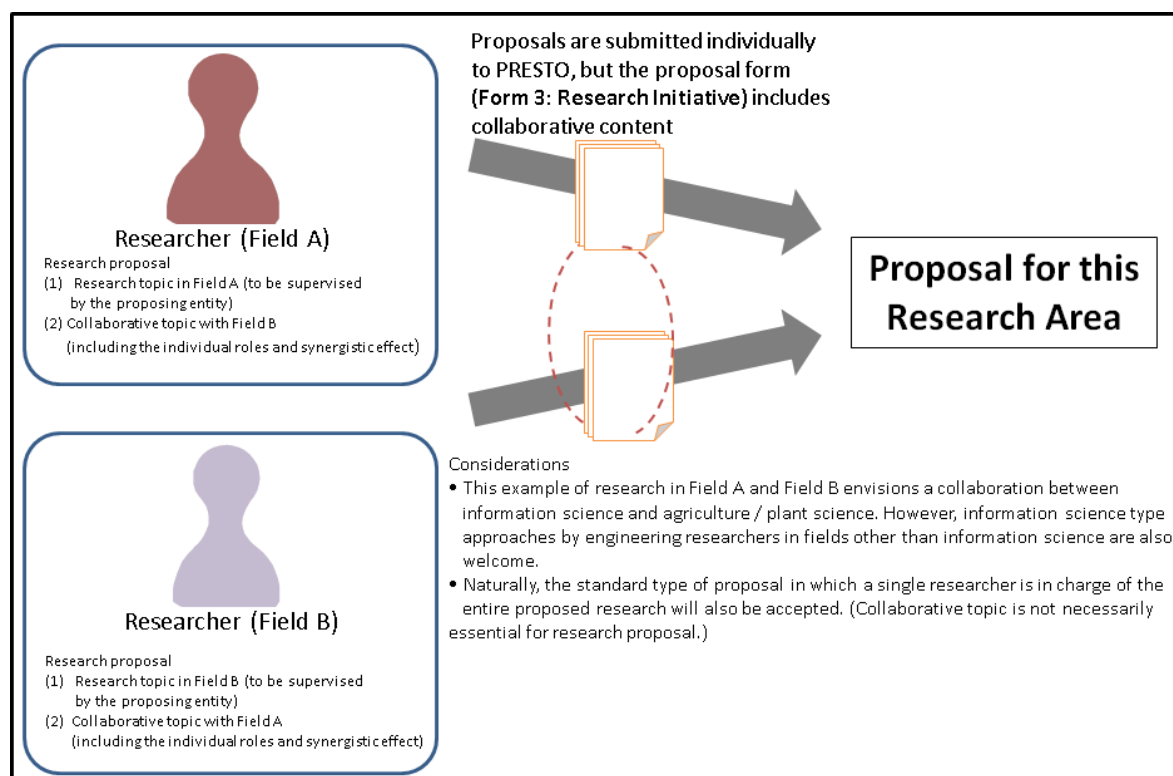 Proposals are submitted individually
to PRESTO, but the proposal form
(Form 3: Research Initiative) includes
collaborative content
Researcher (Field A)
Research proposal
(1) Research topic in Field A (to be supervised
by the proposing entity)
(2) Collaborative topic with Field B
(including the individual roles and synergistic effect)
Proposal for this
Research Area
Researcher (Field B)
Research proposal
(1) Research topic in Field B (to be supervised
by the proposing entity)
(2) Collaborative topic with Field A
(including the individual roles and synergistic effect)
Considerations
• This example of research in Field A and Field B envisions a collaboration between
information science and agriculture / plant science. However, information science type
approaches by engineering researchers in fields other than information science are also
welcome.
• Naturally, the standard type of proposal in which a single researcher is in charge of the
entire proposed research will also be accepted. (Collaborative topic is not necessarily
essential for research proposal.)